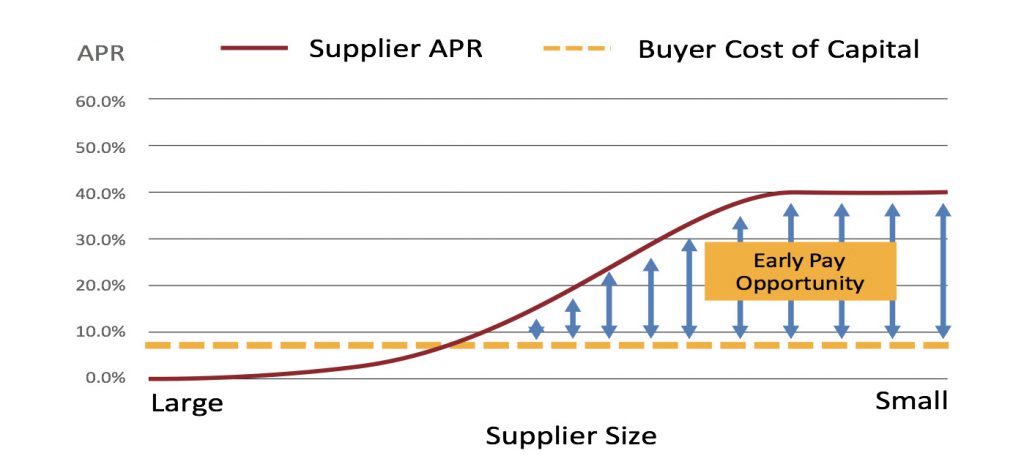 APR
Supplier APR
Buyer Cost of Capital
60.0%
50.0%
40.0%
30.0%
20.0%
10.0%
0.0%
Early Pay
Opportunity
Large
Small
Supplier Size